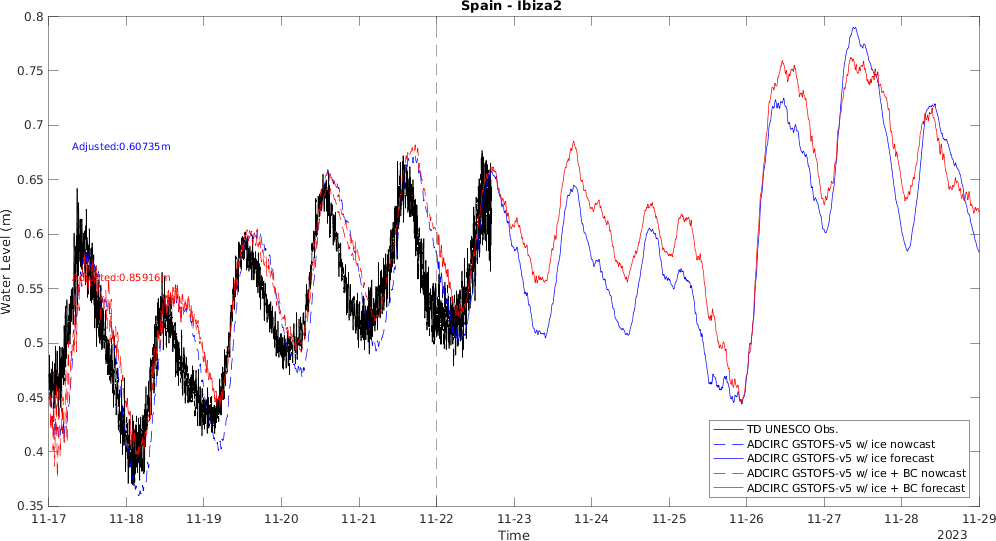 Spain - Ibiza2
0.8
0.75
0.7
0.65
0.6
0.55
0.5
0.45
0.4
0.35
Water Level (m)
Adjusted:0.60735m
Adjusted:0.85916m
TD UNESCO Obs.
ADCIRC GSTOFS-v5 w/ ice nowcast
ADCIRC GSTOFS-v5 w/ ice forecast
ADCIRC GSTOFS-v5 w/ ice + BC nowcast
ADCIRC GSTOFS-v5 w/ ice + BC forecast
11-17 11-18 11-19 11-20 11-21 11-22 11-23 11-24 11-25 11-26 11-27 11-28 11-29
Time
2023